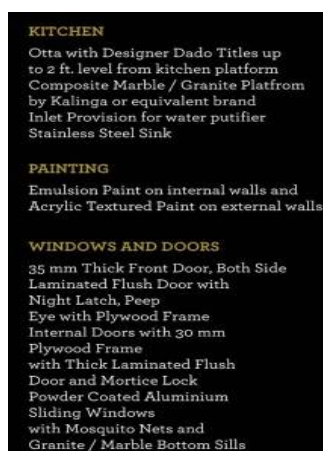 KITCHEN
Otta with Designer Dado Titles up
to 2 ft. level from kitchen platform
Composite Marble / Granite Platfrom
by Kalinga or equivalent brand
Inlet Provision for water putifier
Stainless Steel Sink
PAINTING
Emulsion Paint on internal walls and
Acrylic Textured Paint on external walls
WINDOWS AND DOORS
35 mm Thick Front Door, Both Side
Laminated Flush Door with
Night Latch, Peep
Eye with Plywood Frame
Internal Doors with 30 mm
Plywood Frame
with Thick Laminated Flush
Door and Mortice Lock
Powder Coated Aluminium
Sliding Windows
with Mosquito Nets and
Granite / Marble Bottom Sills